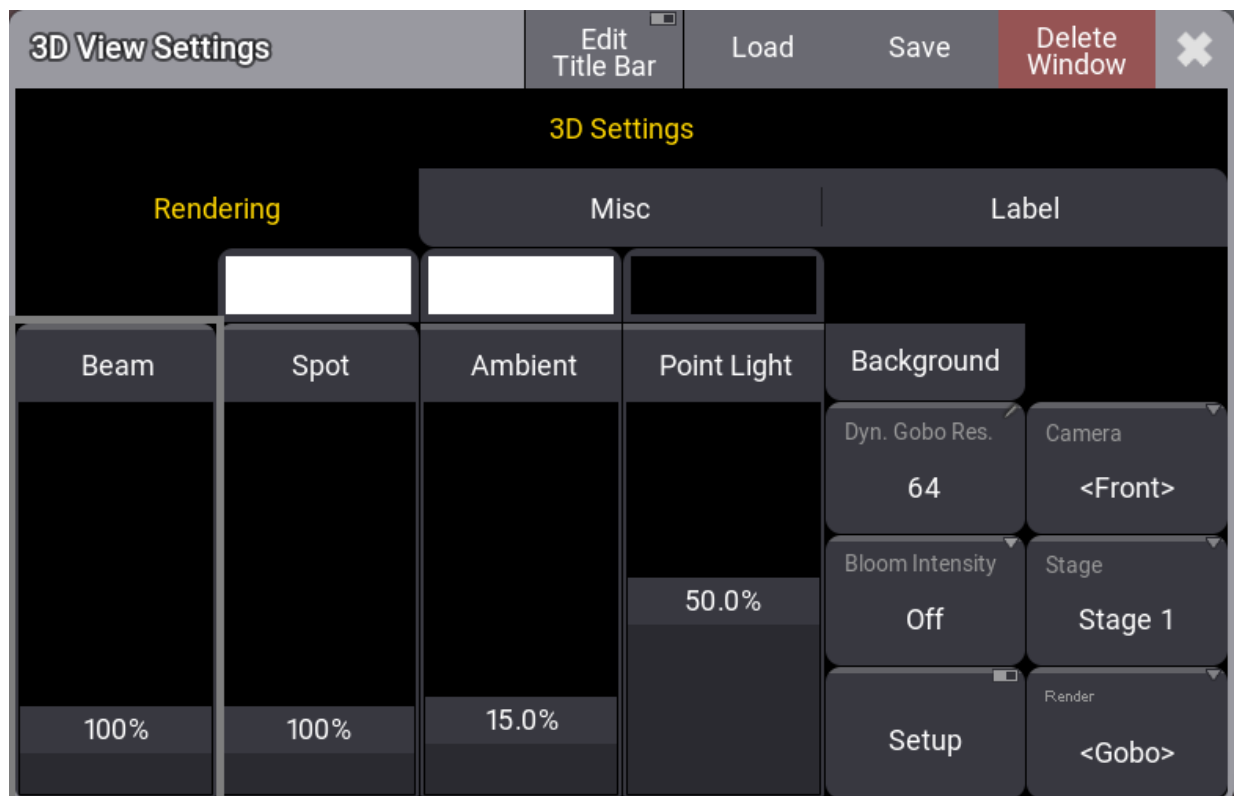 3D View Settings
Edit
Title Bar
Load
Save
Delete
Window
3D Settings
Rendering
Misc
Label
Beam
Spot
Ambient
Point Light
Background
Dyn. Gobo Res.
64
Camera
<Front>
Bloom Intensity
Off
Stage
Stage 1
50.0%
100%
100%
15.0%
Setup
Render
<Gobo>